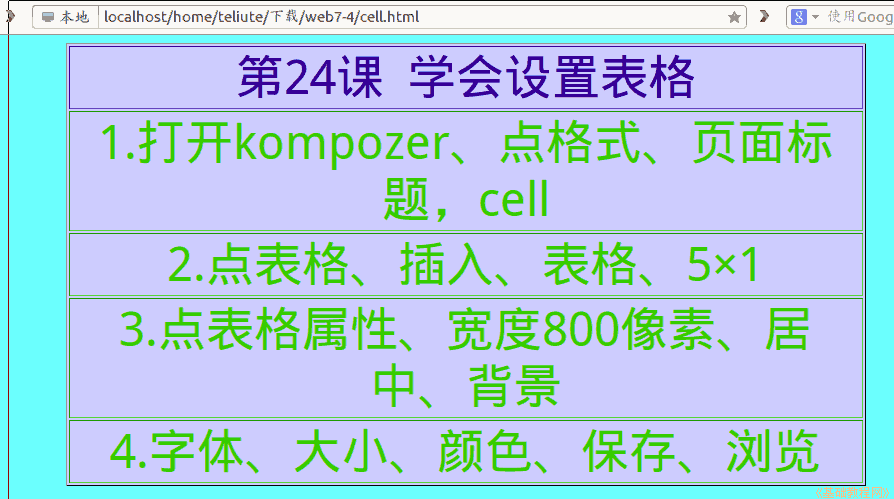 本地 localhost/home/teliute/下载/web7-4/cell.html 使用Goog
第24课 学会设置表格
1.打开kompozer、点格式、页面标
题，cell
2.点表格、插入、表格、5×1
3.点表格属性、宽度800像素、居
中、背景
4.字体、大小、颜色、保存、浏览